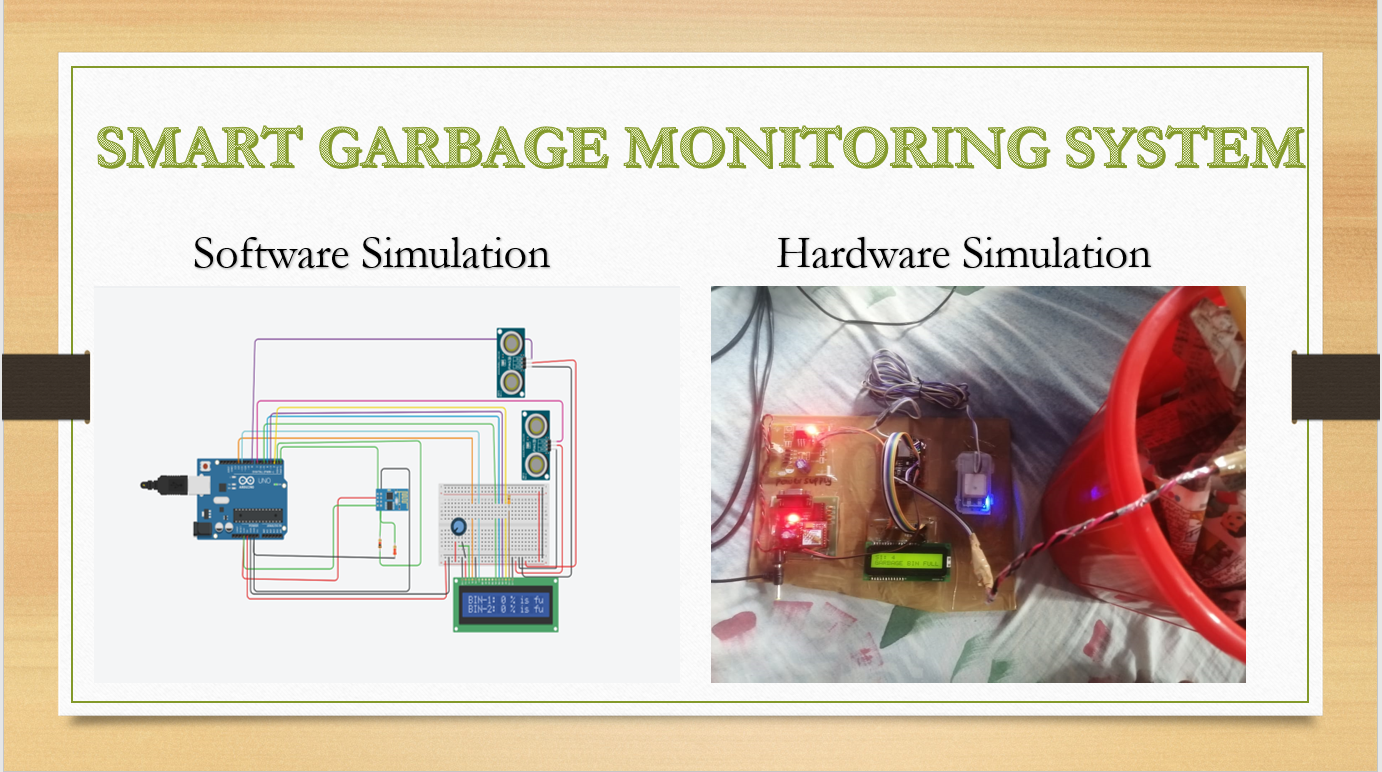 SMART GARBAGE MONITORING SYSTEM
Software Simulation
Hardware Simulation
UNO
ARDUINO
BIN-1: 0 % is fu
BIN-2: 0 % is fu
GARBAGE BIN FULL